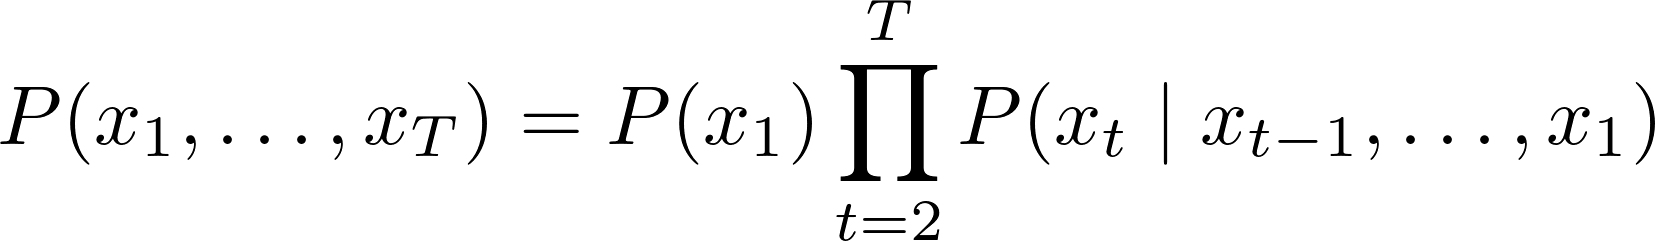 P(x_1, \ldots, x_T) = P(x_1) \prod_{t=2}^{T} P(x_t \mid x_{t-1}, \ldots, x_1)